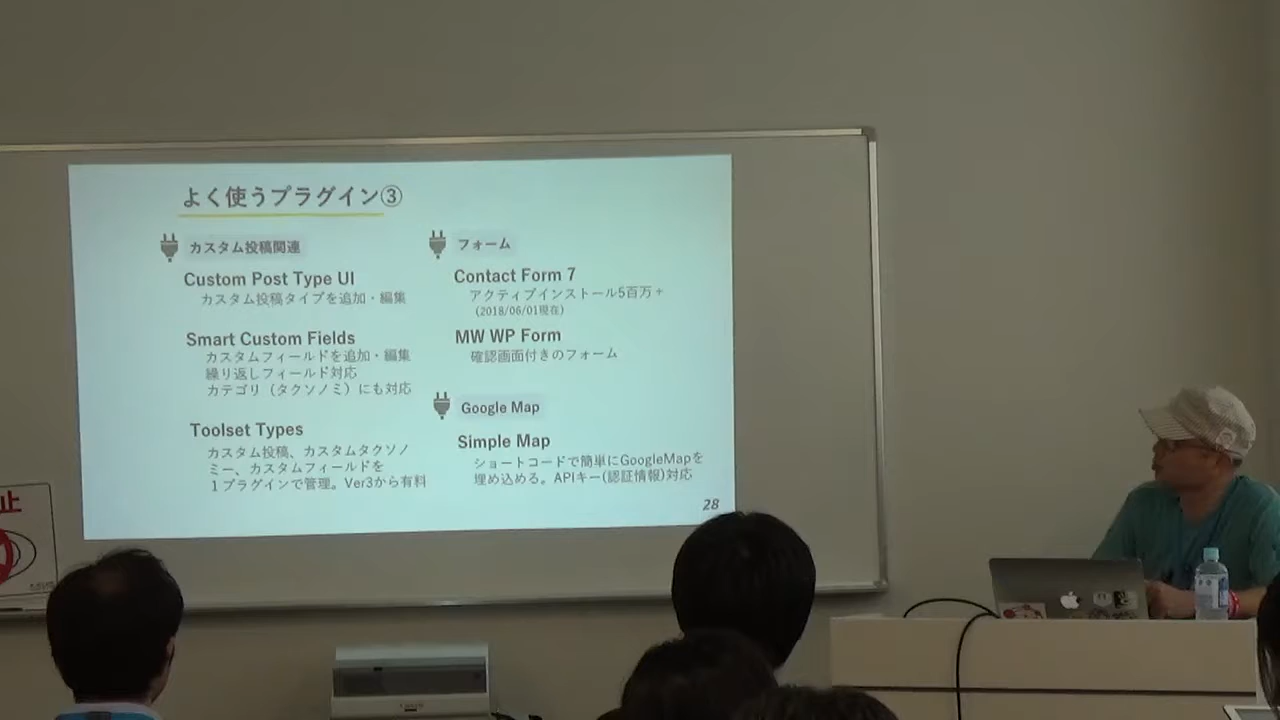 よく使うプラグイン③
カスタム投稿関連
Custom Post Type UI
カスタム投稿タイプを追加・編集
Smart Custom Fields
カスタムフィールドを追加・編集
繰り返しフィールド対応
カテゴリ（タクソノミ）にも対応
Toolset Types
カスタム投稿、カスタムタクソノ
ミー、カスタムフィールドを
１プラグインで管理。Ver3から有料
フォーム
Contact Form 7
アクティブインストール5百万＋
(2018/06/01現在)
MW WP Form
確認画面付きのフォーム
Google Map
Simple Map
ショートコードで簡単にGoogleMapを
埋め込める。APIキー(認証情報)対応
28
止
Canon